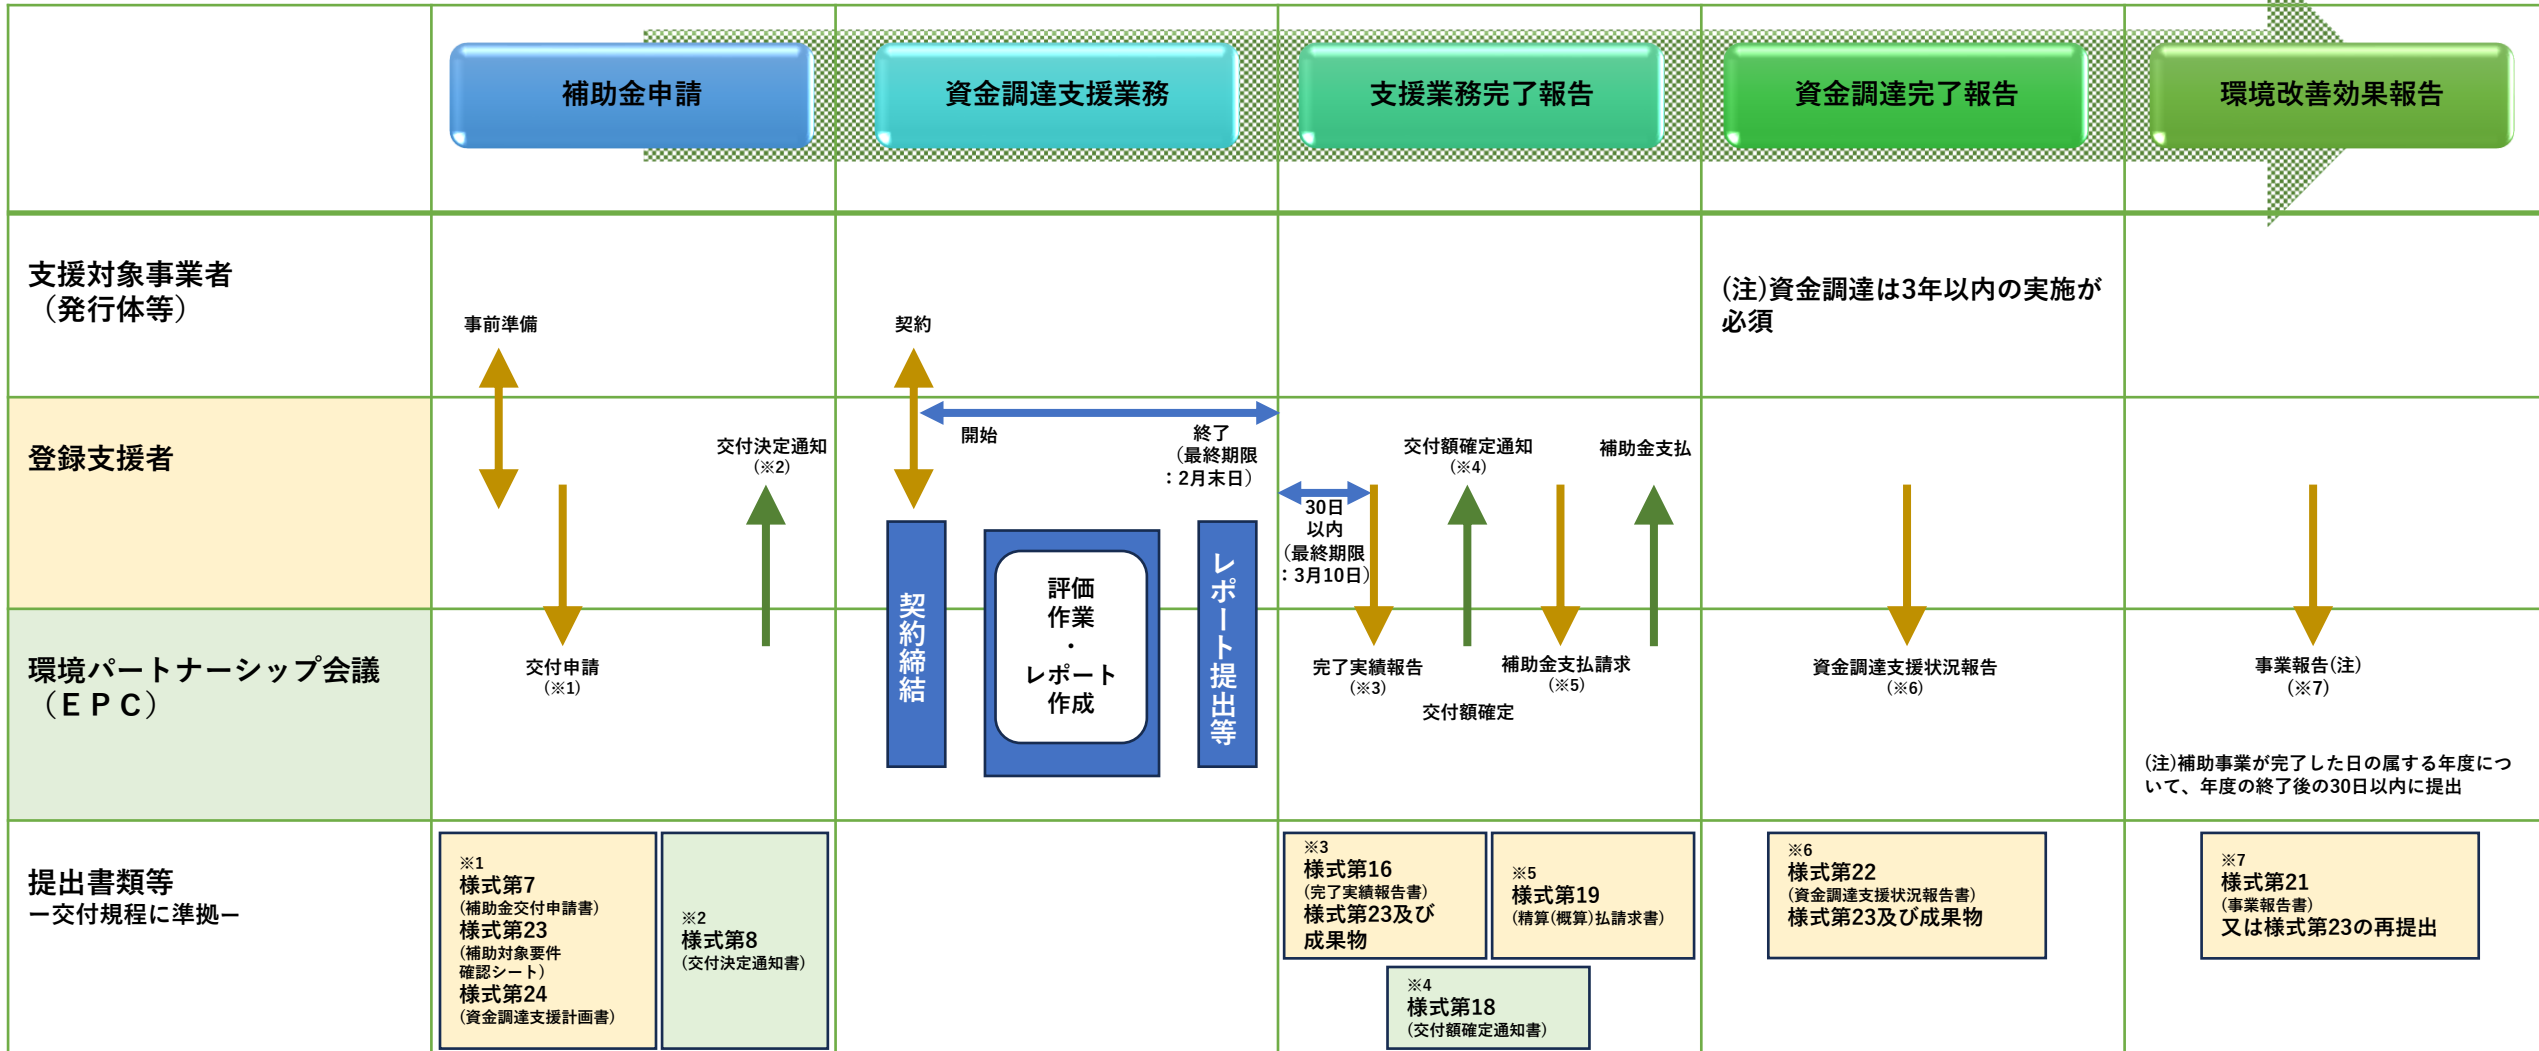 補助金申請
資金調達支援業務
支援業務完了報告
資金調達完了報告
環境改善効果報告
支援対象事業者
（発行体等）
事前準備
契約
(注)資金調達は3年以内の実施が
必須
登録支援者
交付決定通知
(※2)
開始
終了
（最終期限
：2月末日）
30日
以内
（最終期限
：3月10日）
交付額確定通知
(※4)
補助金支払
環境パートナーシップ会議
（ＥＰＣ）
交付申請
(※1)
契約締結
評価
作業
・
レポート
作成
レポート提出等
完了実績報告
(※3)
交付額確定
補助金支払請求
(※5)
資金調達支援状況報告
(※6)
事業報告(注)
(※7)
(注)補助事業が完了した日の属する年度につ
いて、年度の終了後の30日以内に提出
提出書類等
ー交付規程に準拠ー
※1
様式第7
(補助金交付申請書)
様式第23
(補助対象要件
確認シート)
様式第24
(資金調達支援計画書)
※2
様式第8
(交付決定通知書)
※3
様式第16
(完了実績報告書)
様式第23及び
成果物
※5
様式第19
(精算(概算)払請求書)
※4
様式第18
(交付額確定通知書)
※6
様式第22
(資金調達支援状況報告書)
様式第23及び成果物
※7
様式第21
(事業報告書)
又は様式第23の再提出